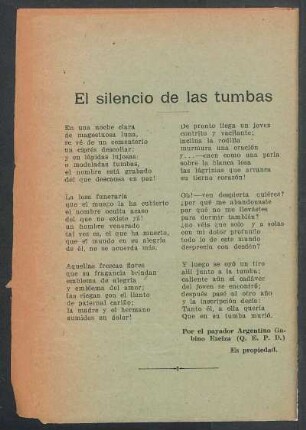 El silencio de las tumbas
En una noche clara
de magestuosa luna,
se vé de un cementerio
un ciprés descollar;
y en lápidas lujosas
o modeladas tumbas,
el nombre está grabado
del que descansa en paz!
La losa funeraria
que el musgo la ha cubierto
el nombre oculta acaso
del que no existe yá!
un hombre venerado
tal vez es, el que ha muerto,
que el mundo en su alegría
de él, no se acuerda más.
Aquellas frescas flores
que su fragancia brindan
emblema de alegría
y emblema del amor;
las riegan con el llanto
de paternal cariño;
la madre y el hermano
sumidos en dolor!
De pronto llega un joven
contrito y vacilante;
inclina la rodilla
murmura una oración
y...—caen como una perla
sobre la blanca losa
las lágrimas que arranca
su tierno corazón!
Oh!—ven despierta quieres?
¿por qué me abandonaste
por qué no me llevastes
para dormir también?
¿no véis que solo y a solas
con mi dolor profundo
todo lo de este mundo
desprecio con desdén?
Y luego se oyó un tiro
allí junto a la tumba;
caliente aún el cadáver
del joven se encontró;
después pasó al otro año
y la inscripción decía:
Tanto él, a ella quería
Que en su tumba murió.
Por el payador Argentino Ga-
bino Ezeiza (Q. E. P. D.)
Es propiedad.